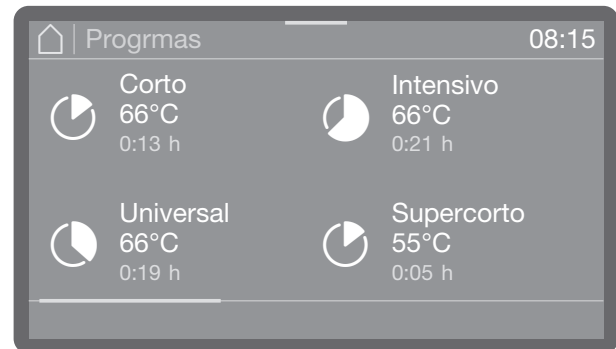 Progrmas 08:15
Corto
66°C
0:13 h
Intensivo
66°C
0:21 h
Universal
66°C
0:19 h
Supercorto
55°C
0:05 h